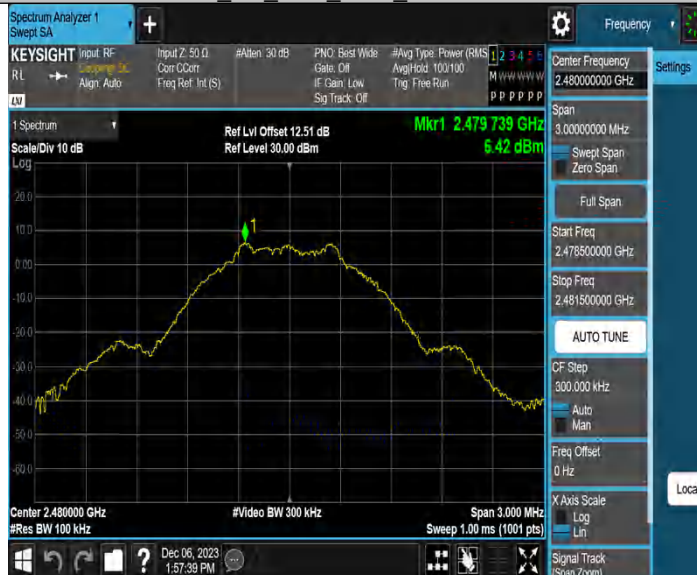 Spectrum Analyzer 1
Swept SA
+
Frequency
KEYSIGHT
RL
LXI
Input: RF
Coupling: DC
Align: Auto
Input Z: 50 Ω
Corr CCorr
Freq Ref: Int (S)
#Atten: 30 dB
PNO: Best Wide
Gate: Off
IF Gain: Low
Sig Track: Off
#Avg Type: Power (RMS
Avg|Hold: 100/100
Trig: Free Run
1 2 3 4 5 6
M W W W W W
P P P P P P
1 Spectrum
Scale/Div 10 dB
Log
Ref Lvl Offset 12.51 dB
Ref Level 30.00 dBm
Mkr1 2.479 739 GHz
6.42 dBm
1
20.0
10.0
0.00
-10.0
-20.0
-30.0
-40.0
-50.0
-60.0
Center 2.480000 GHz
#Res BW 100 kHz
#Video BW 300 kHz
Span 3.000 MHz
Sweep 1.00 ms (1001 pts)
?
Dec 06, 2023
1:57:39 PM
Center Frequency
2.480000000 GHz
Settings
Span
3.00000000 MHz
Swept Span
Zero Span
Full Span
Start Freq
2.478500000 GHz
Stop Freq
2.481500000 GHz
AUTO TUNE
CF Step
300.000 kHz
Auto
Man
Freq Offset
0 Hz
Loca
X Axis Scale
Log
Lin
Signal Track
(Span Zoom)